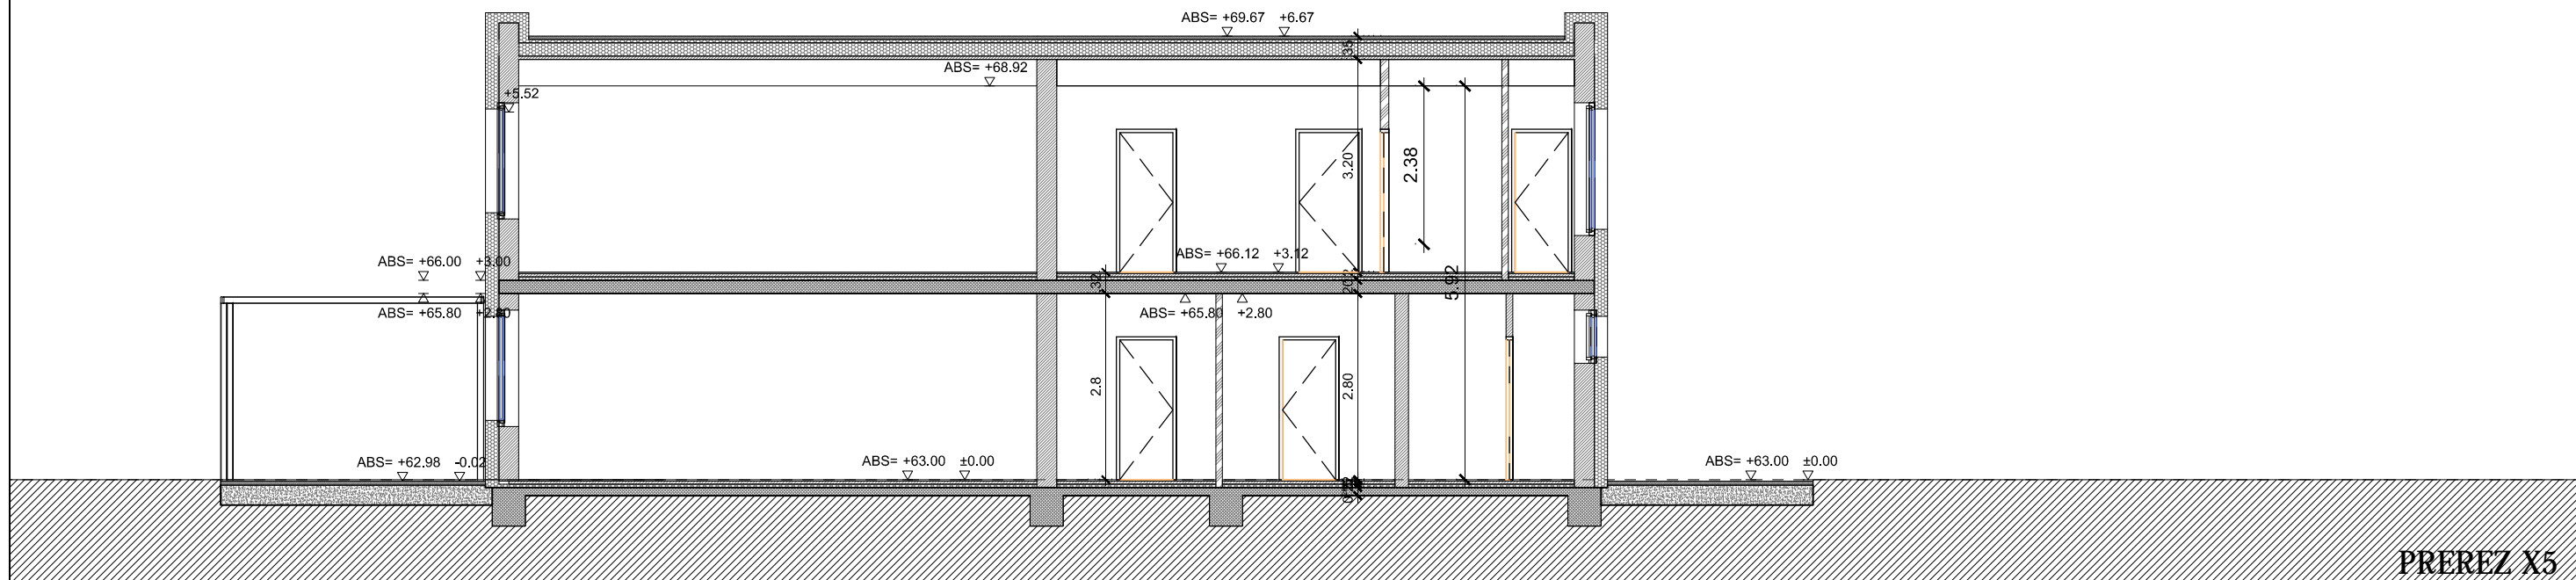 ABS= +69.67 +6.67
35
ABS= +68.92
+5.52
3.20
2.38
ABS= +66.00 +3.00
ABS= +66.12 +3.12
32
20
5.92
ABS= +65.80 +2.80
ABS= +65.80 +2.80
2.8
2.80
ABS= +62.98 -0.02
ABS= +63.00 ±0.00
ABS= +63.00 ±0.00
PREREZ X5